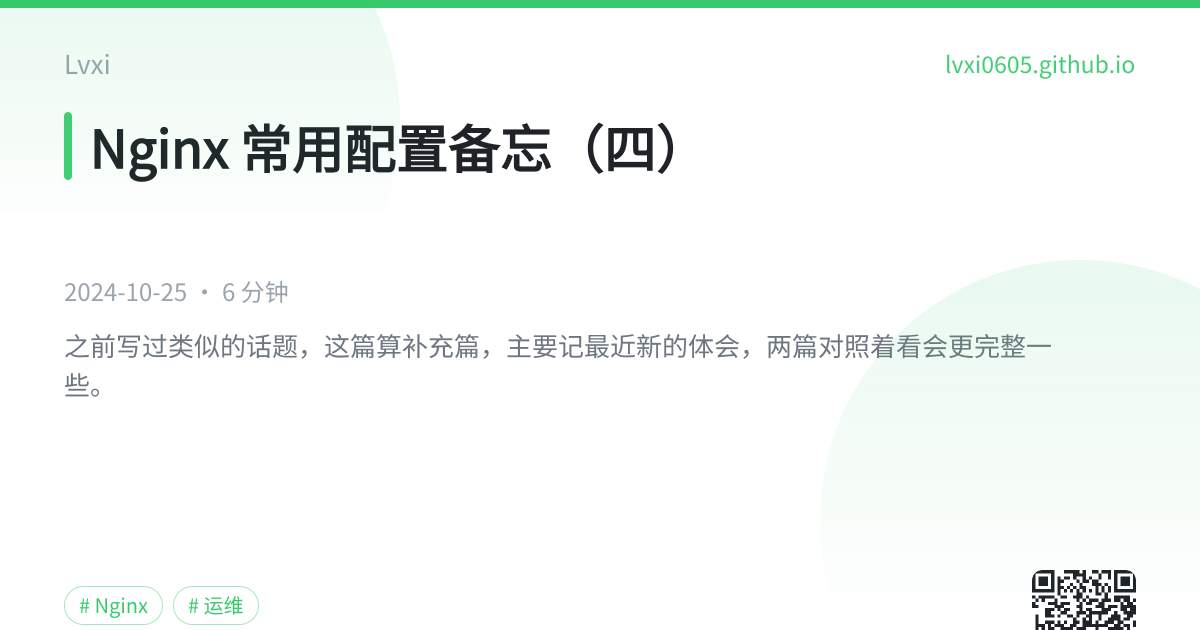 Lvxi
lvxi0605.github.io
Nginx 常用配置备忘（四）
2024-10-25 · 6 分钟
之前写过类似的话题，这篇算补充篇，主要记最近新的体会，两篇对照着看会更完整一
些。
# Nginx
# 运维